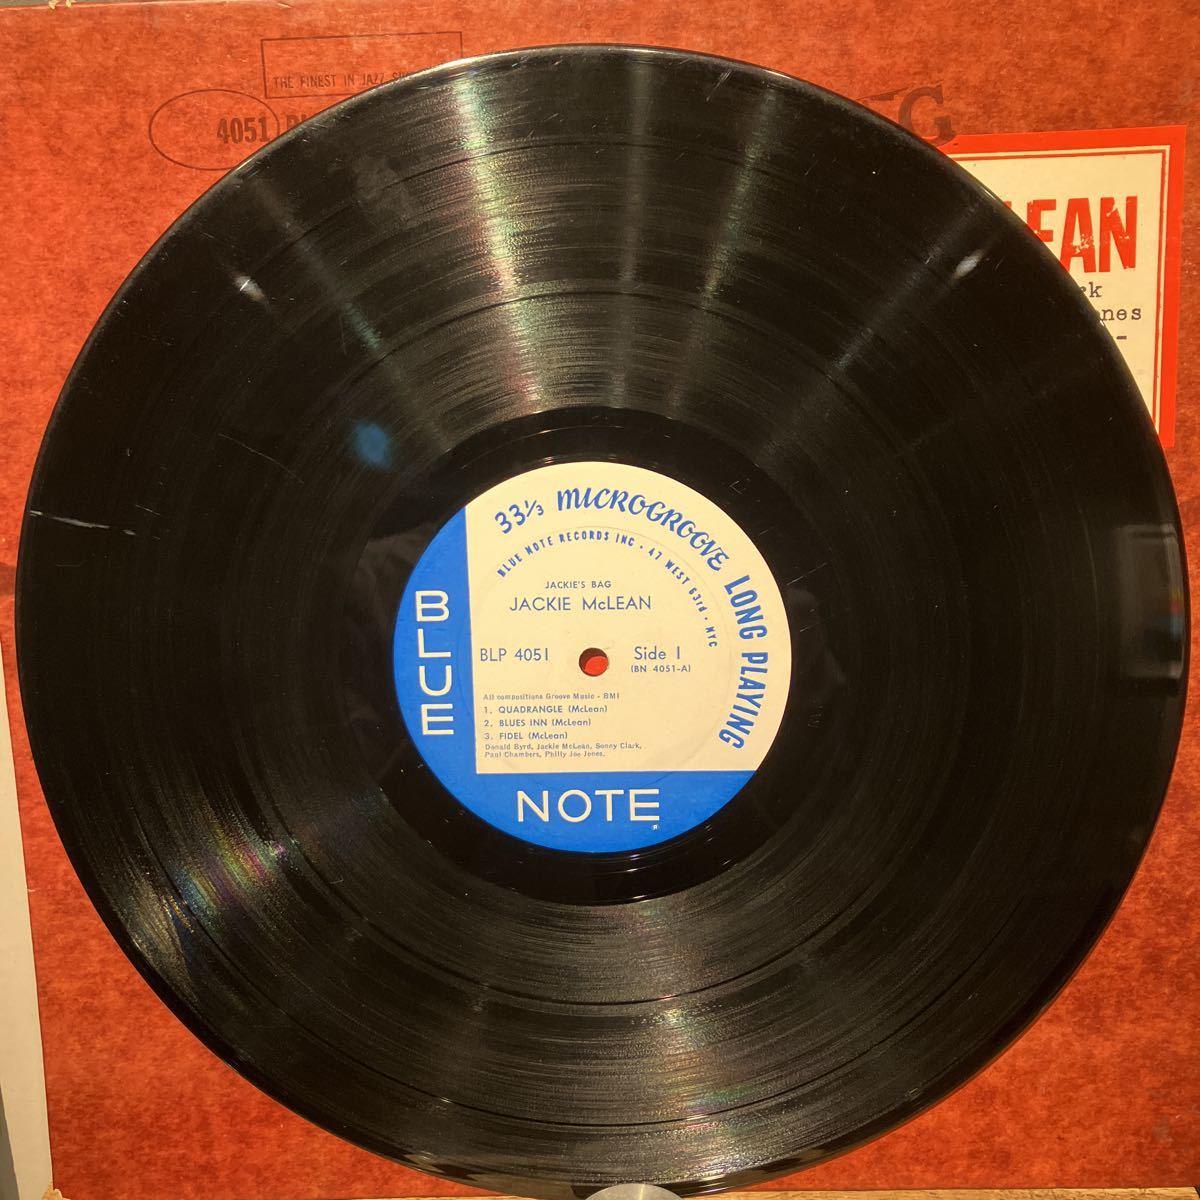 THE FINEST IN JAZZ
4051
G
LEAN
nes
33⅓ MICROGROOVE LONG PLAYING
BLUE NOTE RECORDS INC • 47 WEST 63rd • NYC
JACKIE'S BAG
JACKIE McLEAN
BLP 4051 Side 1
(BN 4051-A)
All compositions Groove Music - BMI
1. QUADRANGLE (McLean)
2. BLUES INN (McLean)
3. FIDEL (McLean)
Donald Byrd, Jackie McLean, Sonny Clark,
Paul Chambers, Philly Joe Jones.
BLUE
NOTE
®